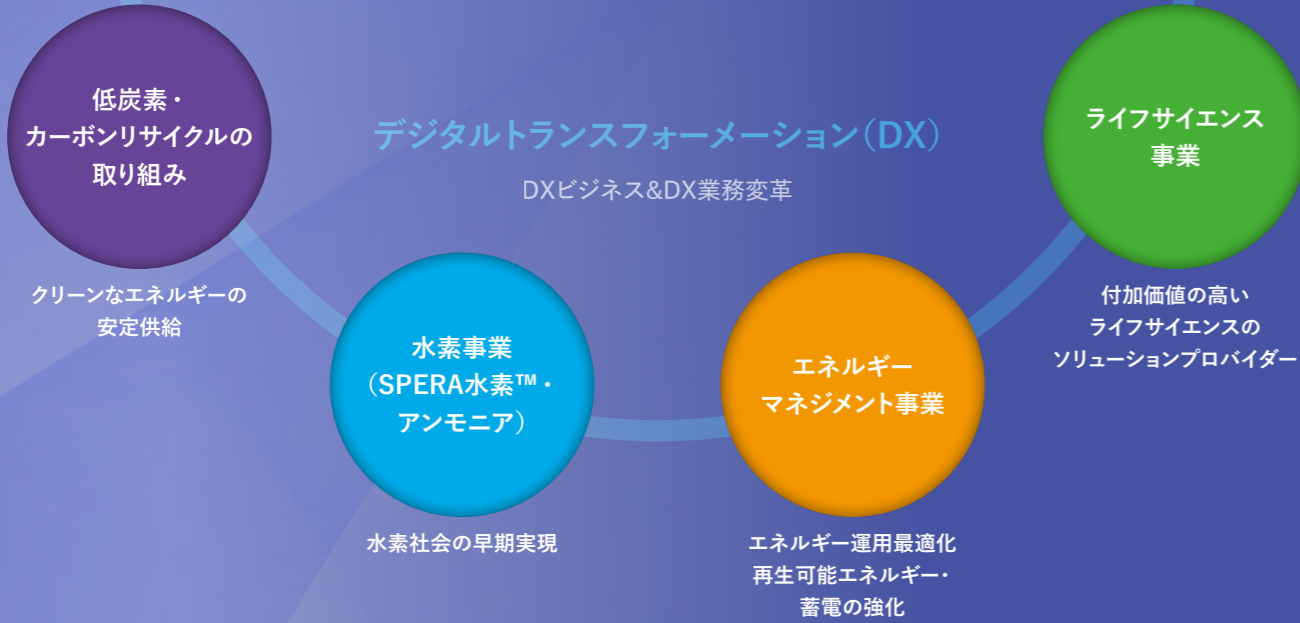 低炭素・
カーボンリサイクルの
取り組み
クリーンなエネルギーの
安定供給
デジタルトランスフォーメーション（DX）
DXビジネス&DX業務変革
水素事業
（SPERA水素™・
アンモニア）
水素社会の早期実現
エネルギー
マネジメント事業
エネルギー運用最適化
再生可能エネルギー・
蓄電の強化
ライフサイエンス
事業
付加価値の高い
ライフサイエンスの
ソリューションプロバイダー